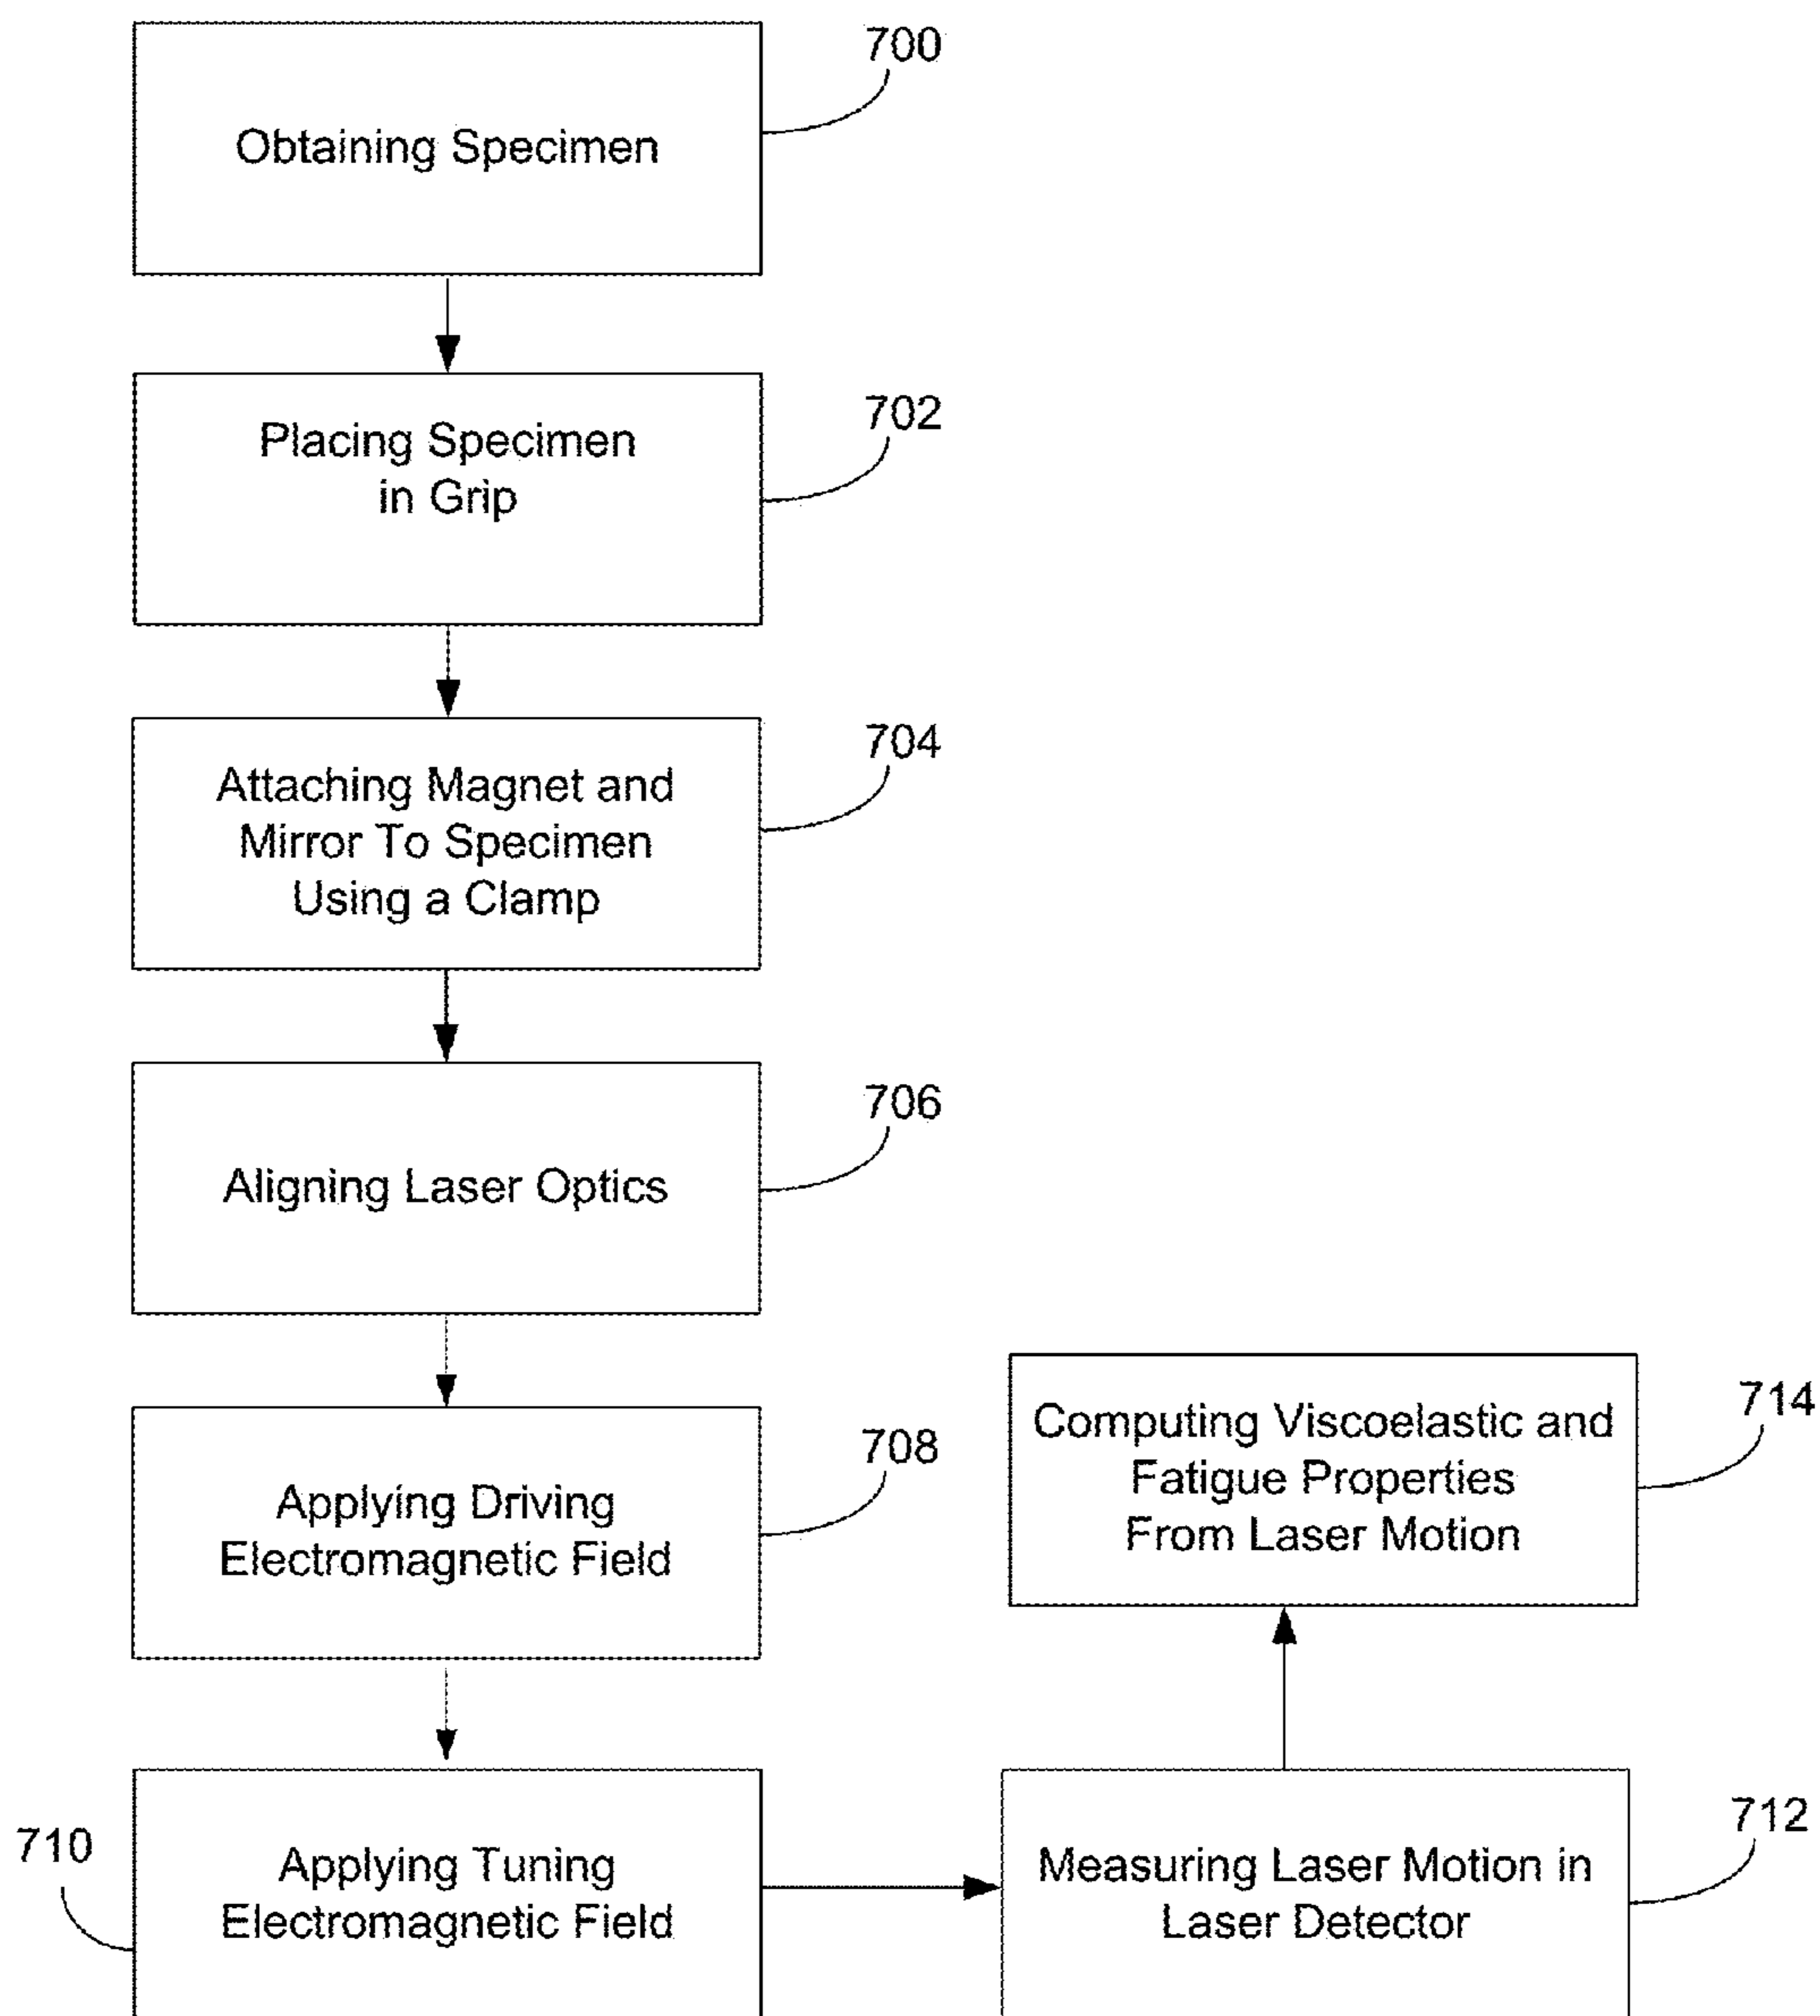 700
Obtaining Specimen
702
Placing Specimen
in Grip
704
Attaching Magnet and
Mirror To Specimen
Using a Clamp
706
Aligning Laser Optics
708
Applying Driving
Electromagnetic Field
710
Applying Tuning
Electromagnetic Field
712
Measuring Laser Motion in
Laser Detector
714
Computing Viscoelastic and
Fatigue Properties
From Laser Motion